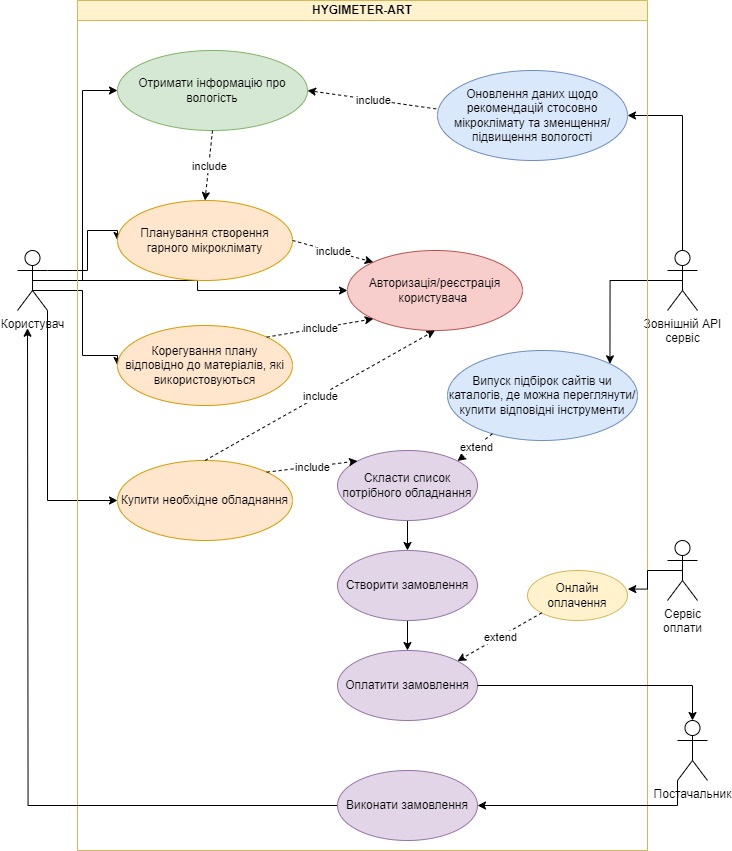 HYGIMETER-ART
Отримати інформацію про
вологість
include
Оновлення даних щодо
рекомендацій стосовно
мікроклімату та зменщення/
підвищення вологості
include
Планування створення
гарного мікроклімату
include
Авторизація/реєстрація
користувача
Користувач
Зовнішній АРІ
сервіс
include
Корегування плану
відповідно до матеріалів, які
використовуються
include
Випуск підбірок сайтів чи
каталогів, де можна переглянути/
купити відповідні інструменти
extend
include
Купити необхідне обладнання
Скласти список
потрібного обладнання
Створити замовлення
Онлайн
оплачення
Сервіс
оплати
extend
Оплатити замовлення
Постачальник
Виконати замовлення